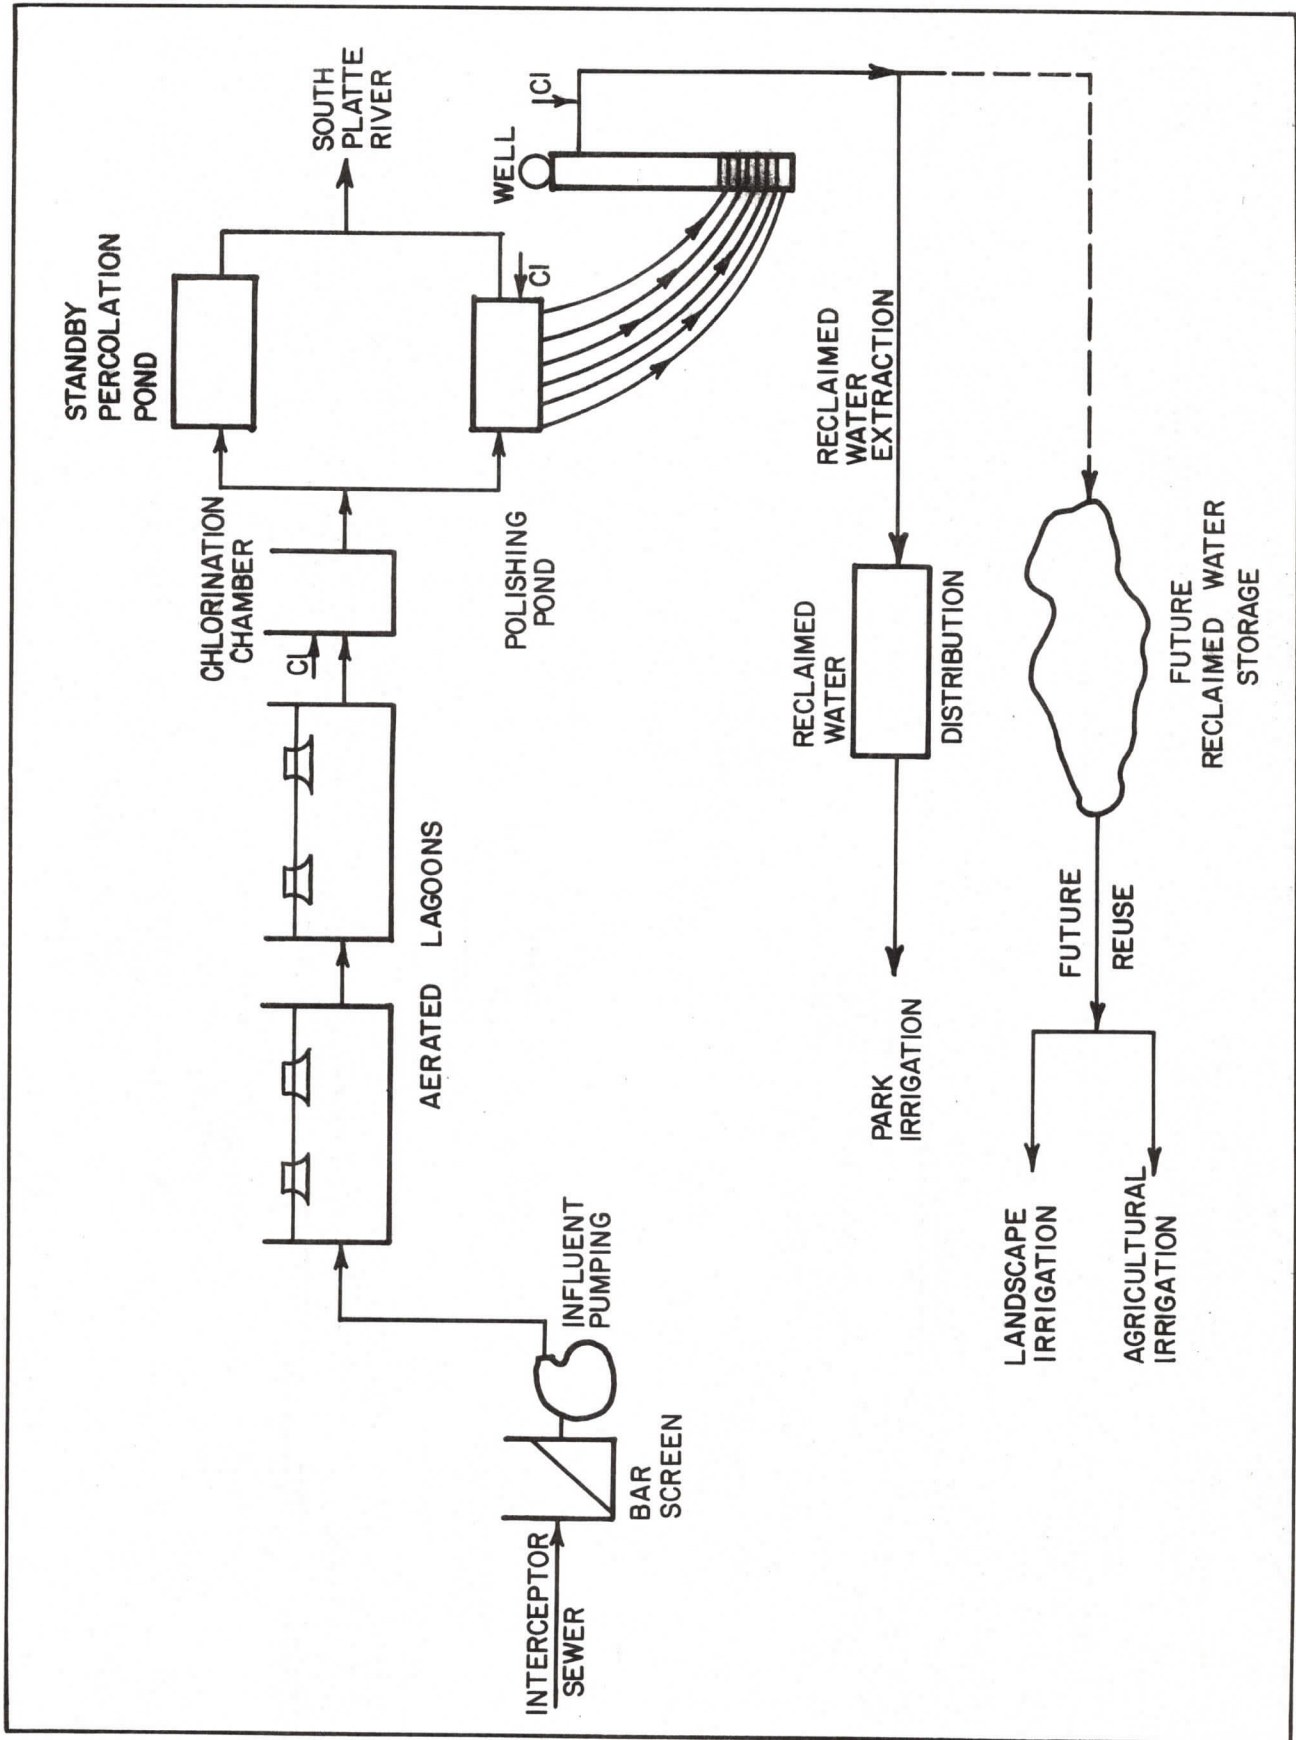 INTERCEPTOR
SEWER
BAR
SCREEN
INFLUENT
PUMPING
AERATED LAGOONS
Cl
CHLORINATION
CHAMBER
STANDBY
PERCOLATION
POND
POLISHING
POND
Cl
SOUTH
PLATTE
RIVER
WELL
Cl
RECLAIMED
WATER
EXTRACTION
RECLAIMED
WATER
DISTRIBUTION
PARK
IRRIGATION
FUTURE
RECLAIMED WATER
STORAGE
FUTURE
REUSE
LANDSCAPE
IRRIGATION
AGRICULTURAL
IRRIGATION